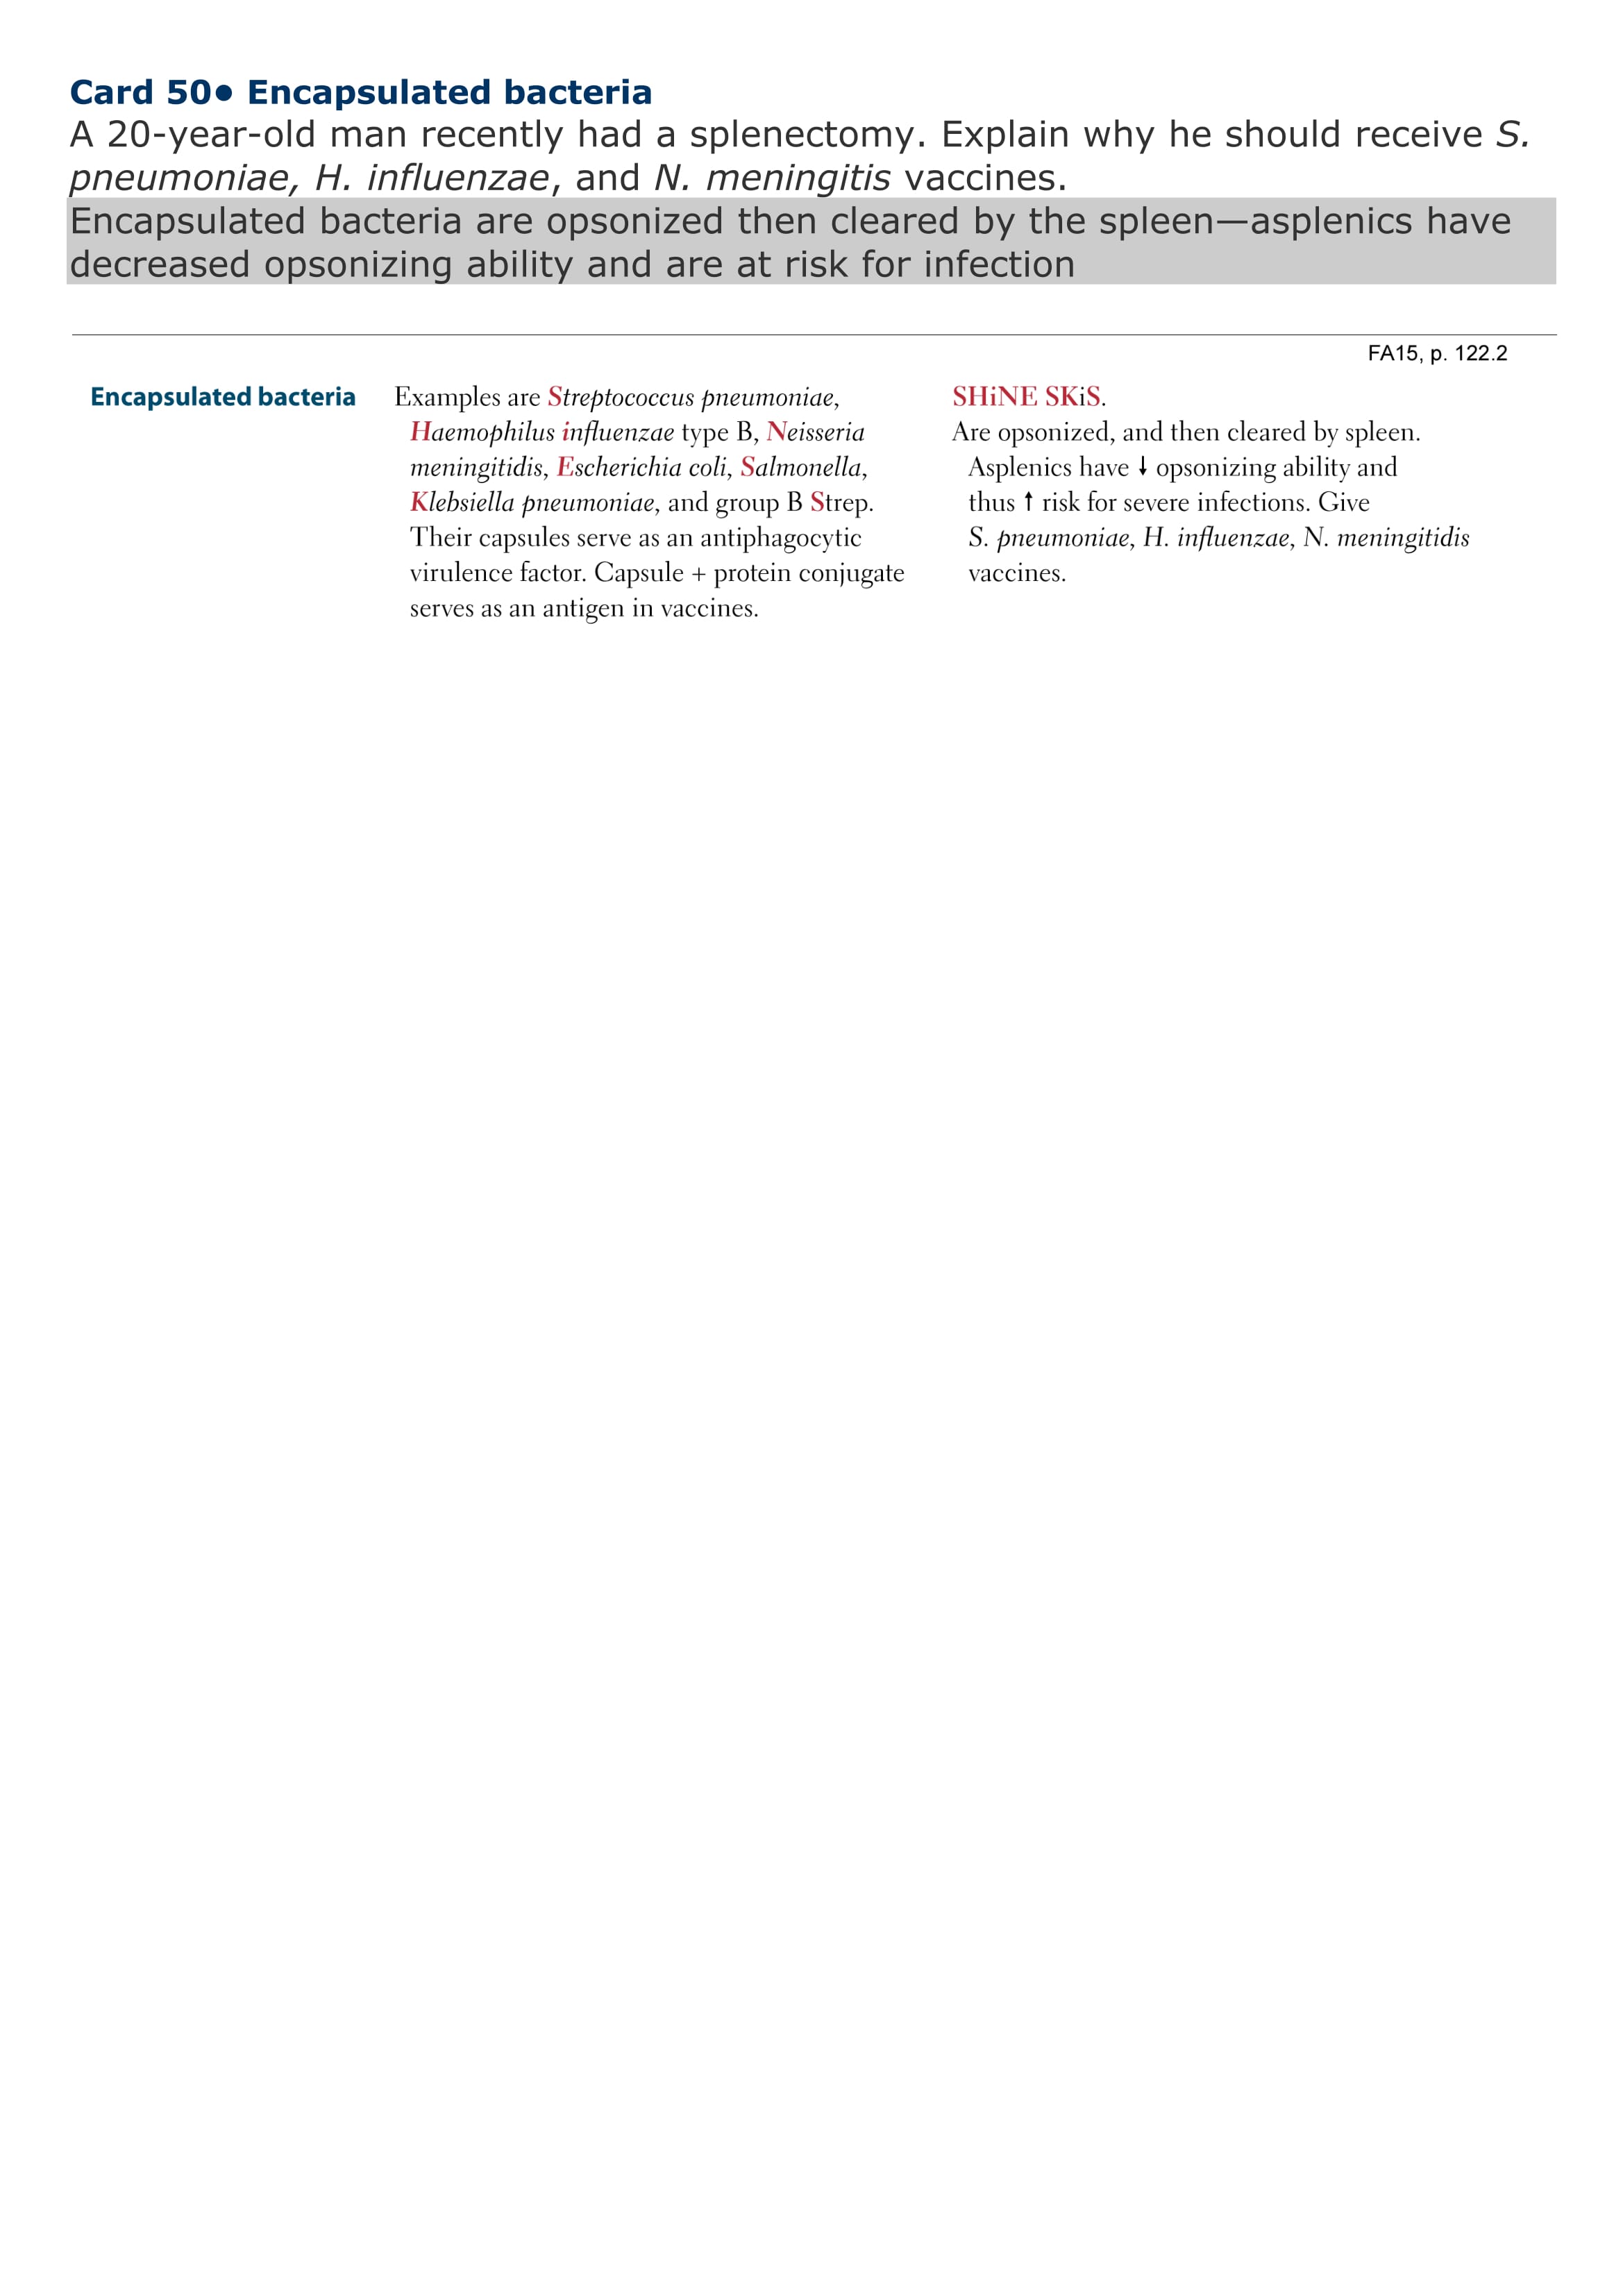 Card 50• Encapsulated bacteria
A 20-year-old man recently had a splenectomy. Explain why he should receive S.
pneumoniae, H. influenzae, and N. meningitis vaccines.
Encapsulated bacteria are opsonized then cleared by the spleen—asplenics have
decreased opsonizing ability and are at risk for infection
FA15, p. 122.2
Encapsulated bacteria
Examples are Streptococcus pneumoniae,
Haemophilus influenzae type B, Neisseria
meningitidis, Escherichia coli, Salmonella,
Klebsiella pneumoniae, and group B Strep.
Their capsules serve as an antiphagocytic
virulence factor. Capsule + protein conjugate
serves as an antigen in vaccines.
SHiNE SKiS.
Are opsonized, and then cleared by spleen.
Asplenics have ↓ opsonizing ability and
thus ↑ risk for severe infections. Give
S. pneumoniae, H. influenzae, N. meningitidis
vaccines.